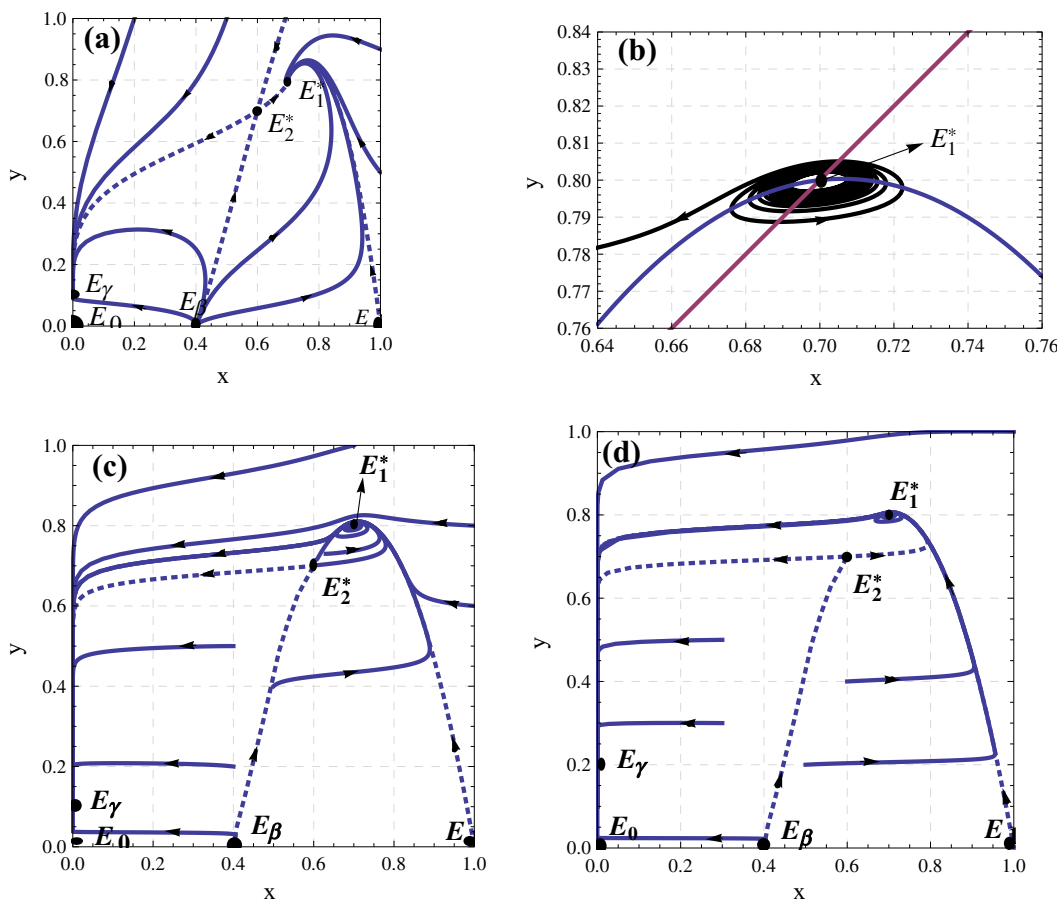 (a)
y
1.0
0.8
0.6
0.4
0.2
0.0
E₁*
E₂*
Eγ
E₀
Eβ
E
0.0 0.2 0.4 0.6 0.8 1.0
x
(b)
y
0.84
0.83
0.82
0.81
0.80
0.79
0.78
0.77
0.76
E₁*
0.64 0.66 0.68 0.70 0.72 0.74 0.76
x
(c)
y
1.0
0.8
0.6
0.4
0.2
0.0
E₁*
E₂*
Eγ
E₀
Eβ
E
0.0 0.2 0.4 0.6 0.8 1.0
x
(d)
y
1.0
0.8
0.6
0.4
0.2
0.0
E₁*
E₂*
Eγ
E₀
Eβ
E
0.0 0.2 0.4 0.6 0.8 1.0
x